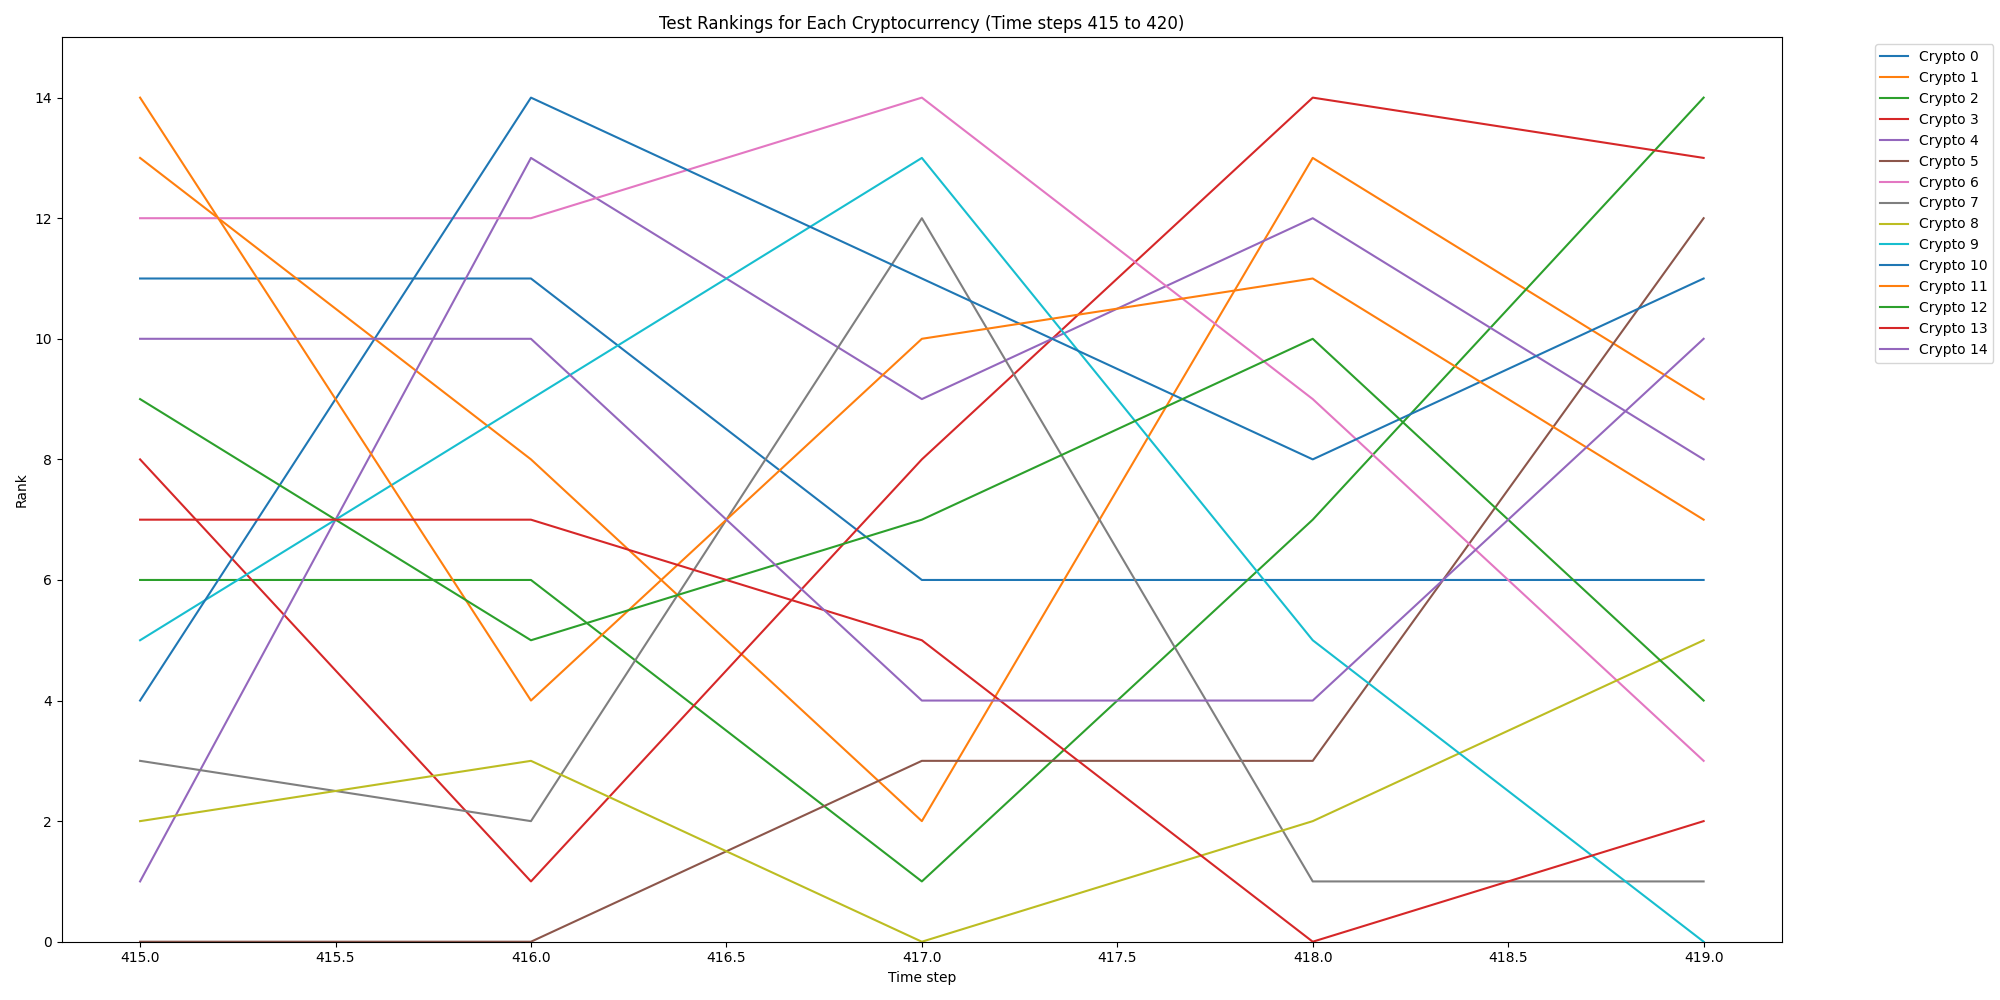 Test Rankings for Each Cryptocurrency (Time steps 415 to 420)
Rank
14
12
10
8
6
4
2
0
415.0 415.5 416.0 416.5 417.0 417.5 418.0 418.5 419.0
Time step
Crypto 0
Crypto 1
Crypto 2
Crypto 3
Crypto 4
Crypto 5
Crypto 6
Crypto 7
Crypto 8
Crypto 9
Crypto 10
Crypto 11
Crypto 12
Crypto 13
Crypto 14